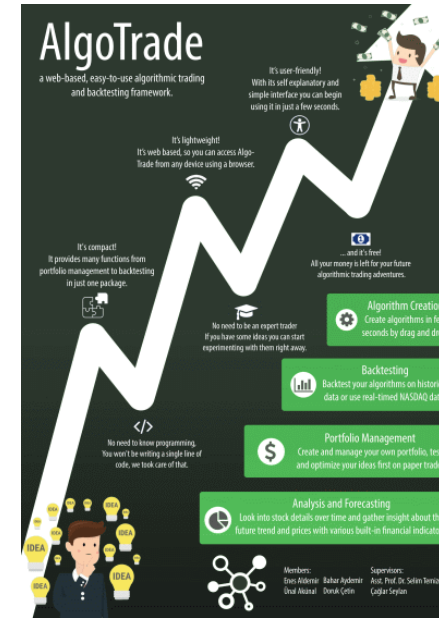 AlgoTrade
a web-based, easy-to-use algorithmic trading
and backtesting framework.
It's user-friendly!
With its self explanatory and
simple interface you can begin
using it in just a few seconds.
It's lightweight!
It's web based, so you can access Algo-
Trade from any device using a browser.
It's compact!
It provides many functions from
portfolio management to backtesting
in just one package.
... and it's free!
All your money is left for your future
algorithmic trading adventures.
No need to be an expert trader
If you have some ideas you can start
experimenting with them right away.
No need to know programming,
You won't be writing a single line of
code, we took care of that.
Algorithm Creation
Create algorithms in
seconds by drag and
Backtesting
Backtest your algorithms on
data or use real-timed NASDAQ
Portfolio Management
Create and manage your own portfolio,
and optimize your ideas first on paper
Analysis and Forecasting
Look into stock details over time and gather insight about
future trend and prices with various built-in financial
IDEA
IDEA
IDEA
IDEA
IDEA
IDEA
IDEA
IDEA
Members:
Enes Aldemir Bahar Aydemir
Ünal Akünal Doruk Çetin
Supervisors:
Asst. Prof. Dr. Selim
Çağlar Seylan